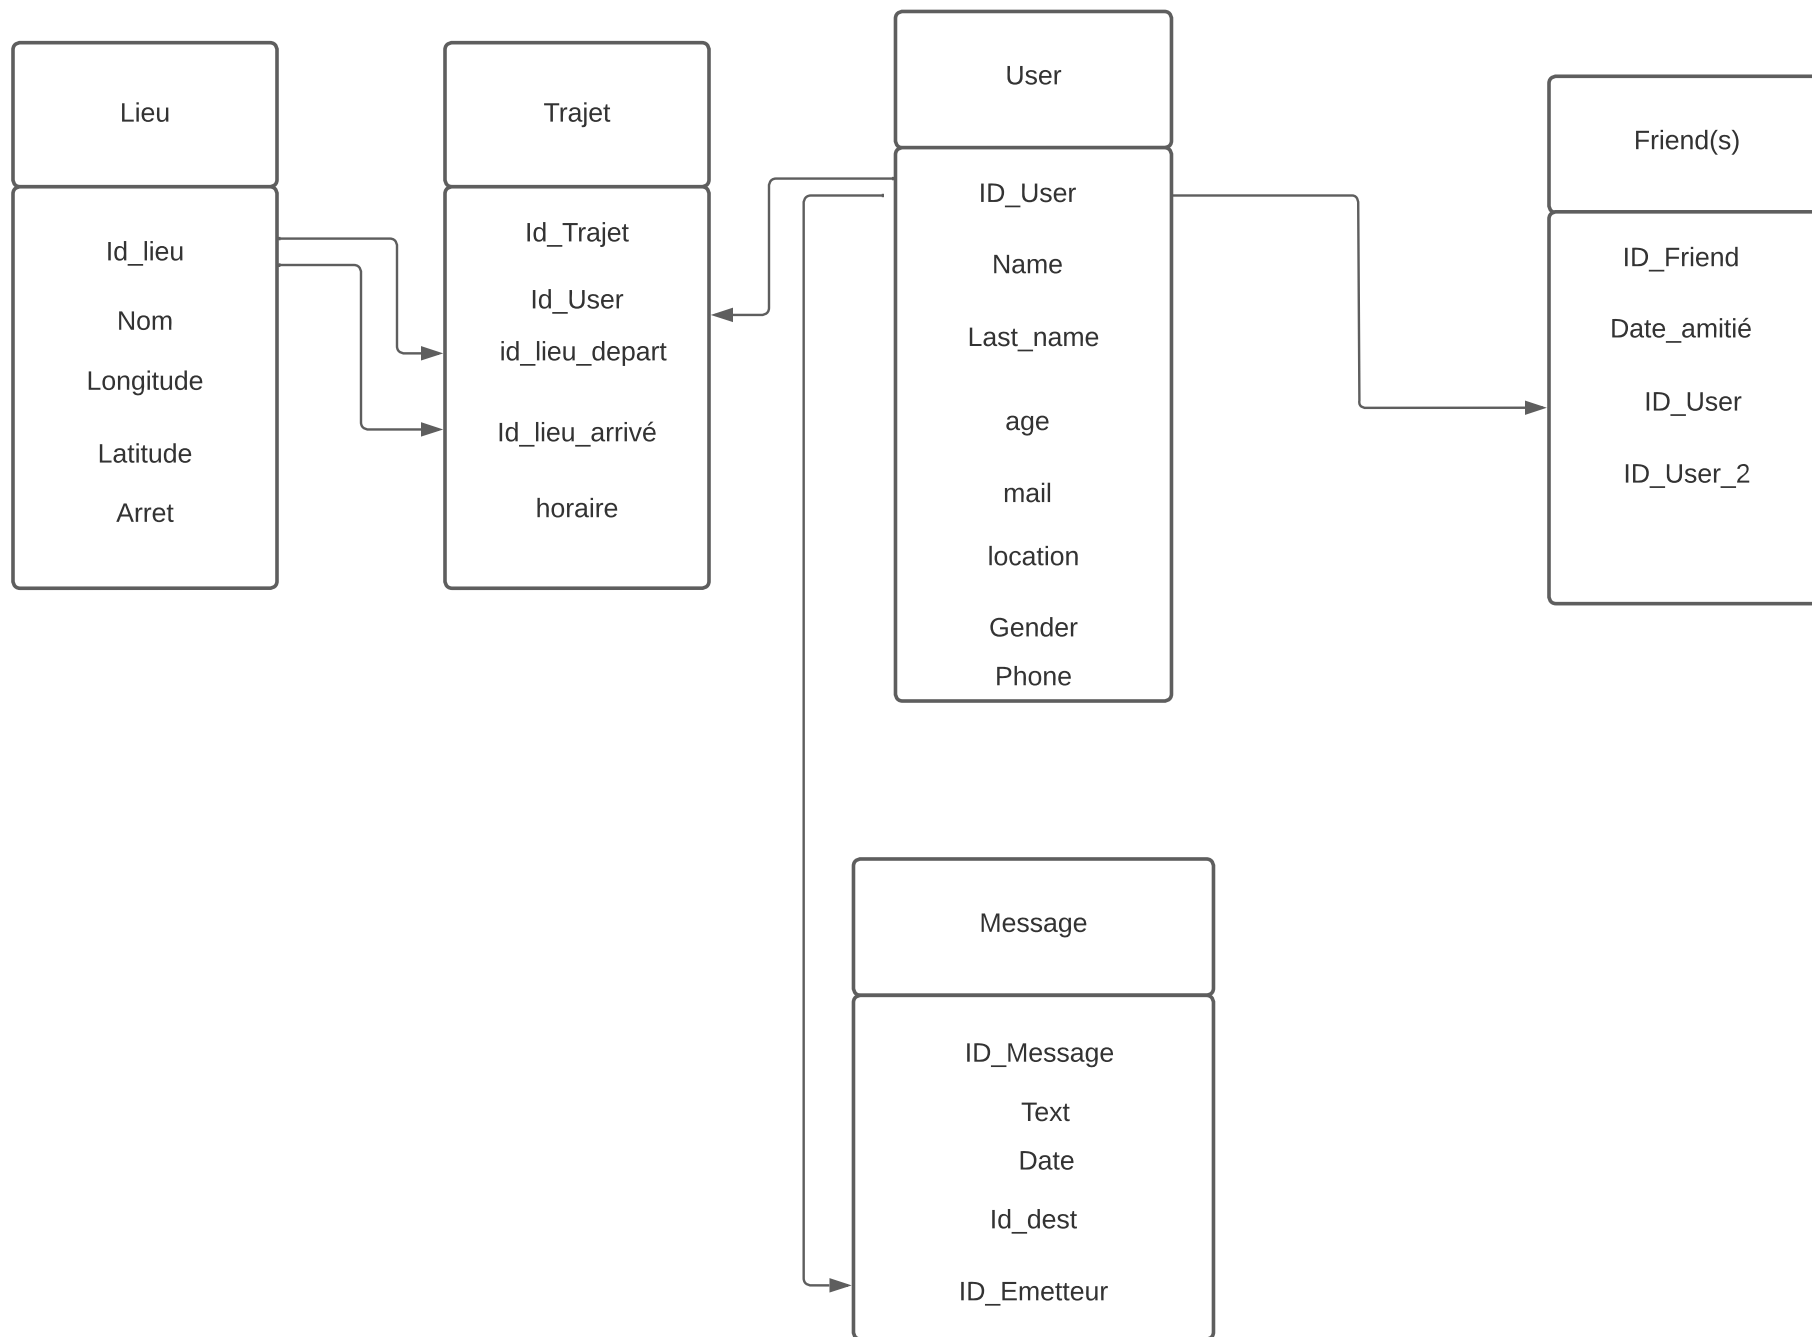 Lieu
Id_lieu
Nom
Longitude
Latitude
Arret
Trajet
Id_Trajet
Id_User
id_lieu_depart
Id_lieu_arrivé
horaire
User
ID_User
Name
Last_name
age
mail
location
Gender
Phone
Friend(s)
ID_Friend
Date_amitié
ID_User
ID_User_2
Message
ID_Message
Text
Date
Id_dest
ID_Emetteur